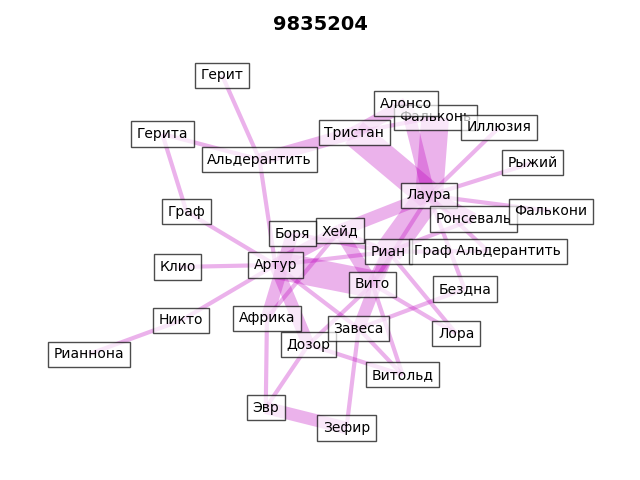 9835204
Герит
Алонсо
Фальконь
Иллюзия
Тристан
Герита
Альдерантить
Рыжий
Лаура
Граф
Ронсеваль
Фалькони
Боря
Хейд
Риан
Граф Альдерантить
Клио
Артур
Вито
Бездна
Никто
Африка
Завеса
Лора
Дозор
Рианнона
Витольд
Эвр
Зефир